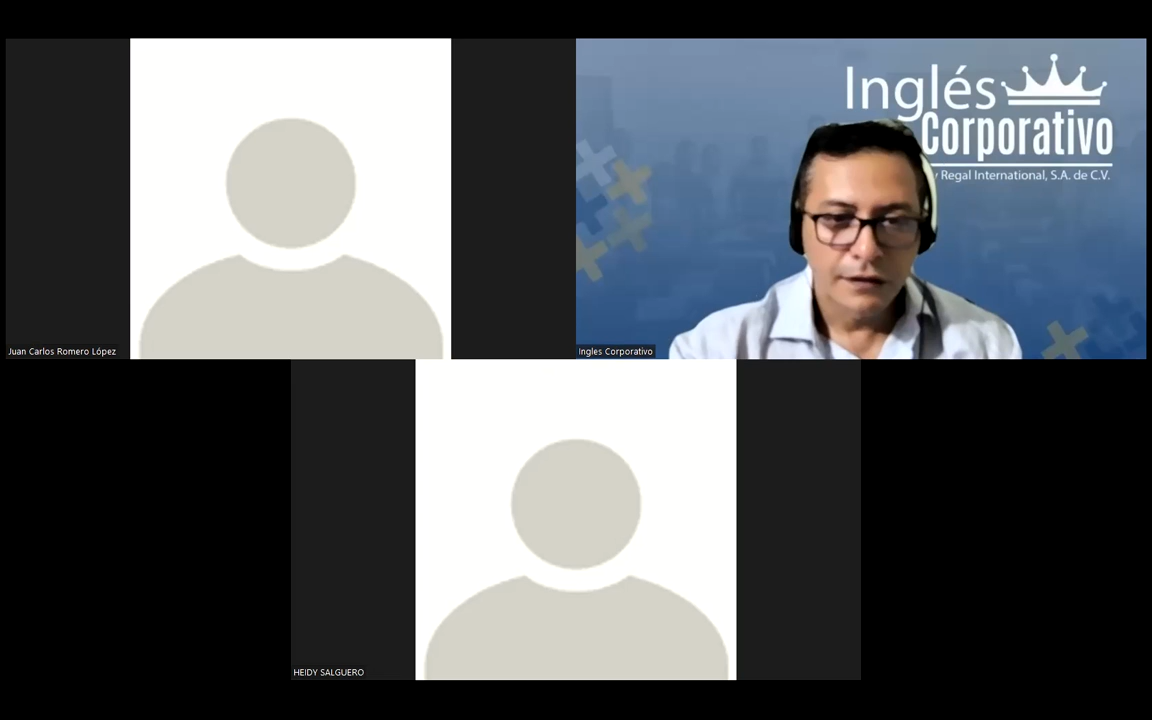 Inglés
Corporativo
y Regal International, S.A. de C.V.
Juan Carlos Romero López
Ingles Corporativo
HEIDY SALGUERO